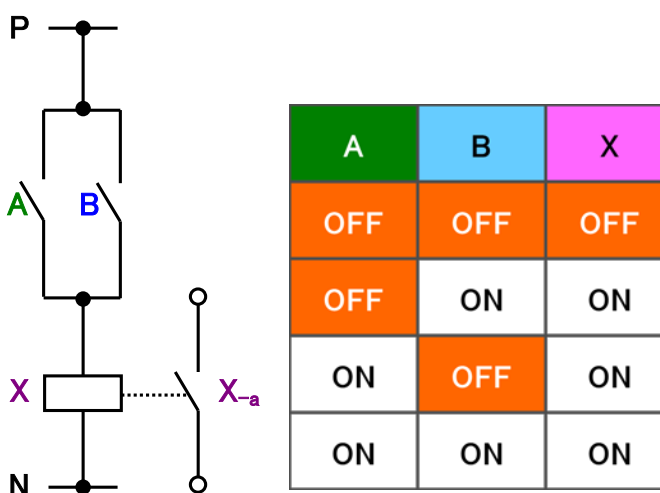 P
A
B
X
X-a
N
A B X
OFF OFF OFF
OFF ON ON
ON OFF ON
ON ON ON